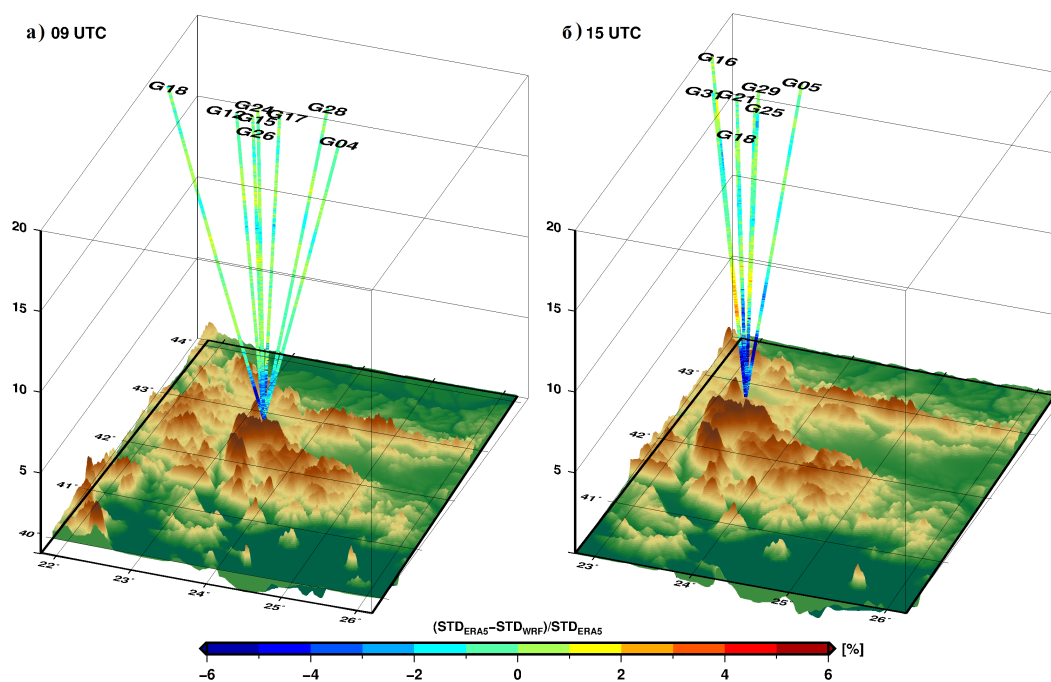 а) 09 UTC
G18
G12
G24
G15
G26
G17
G28
G04
20
15
10
5
44°
43°
42°
41°
40°
22°
23°
24°
25°
26°
б) 15 UTC
G16
G31
G21
G29
G25
G18
G05
20
15
10
5
43°
42°
41°
23°
24°
25°
26°
(STD_ERA5−STD_WRF)/STD_ERA5
−6 −4 −2 0 2 4 6 [%]